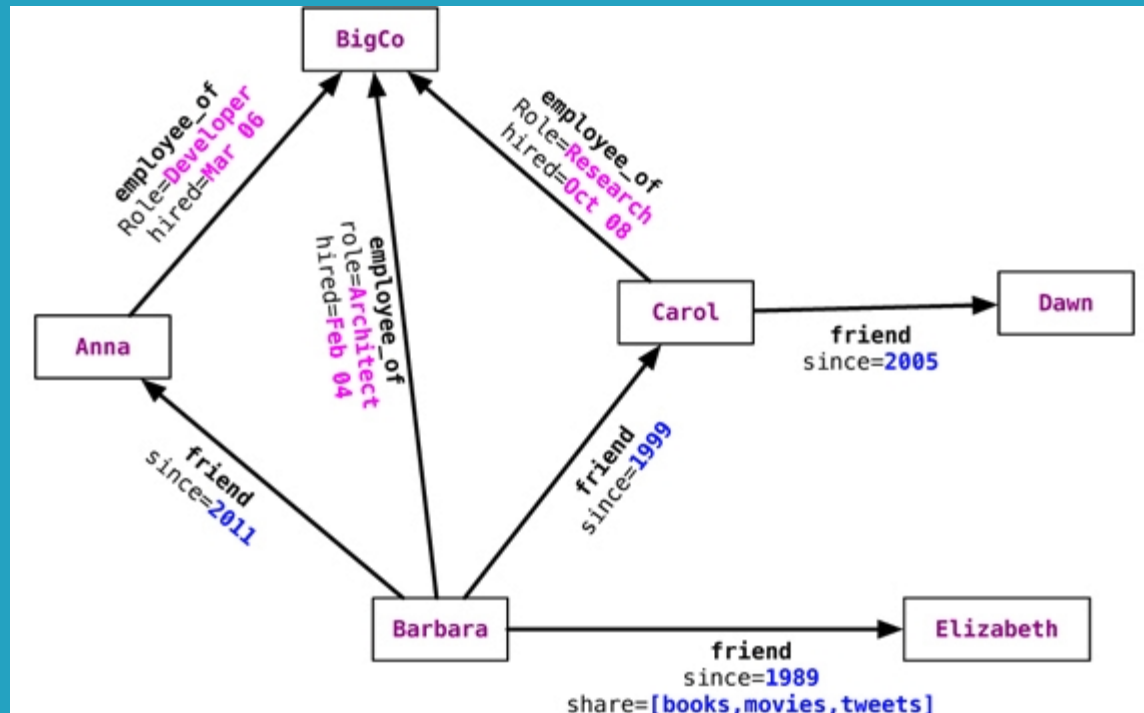 BigCo
employee_of
Role=Developer
hired=Mar 06
employee_of
Role=Research
hired=Oct 08
employee_of
role=Architect
hired=Feb 04
Anna
Carol
Dawn
friend
since=2005
friend
since=2011
friend
since=1999
Barbara
Elizabeth
friend
since=1989
share=[books,movies,tweets]